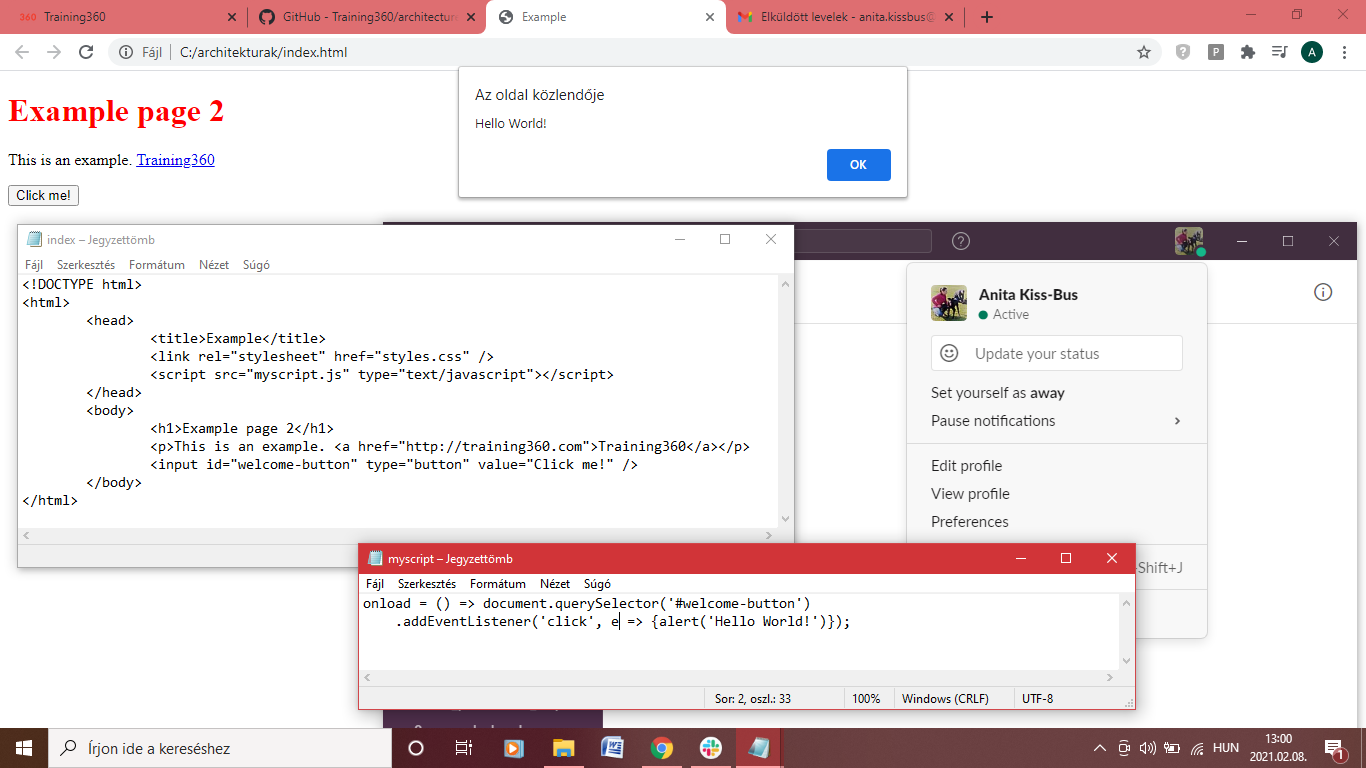 Training360
GitHub - Training360/architectur
Example
Elküldött levelek - anita.kissbus@
Fájl
C:/architekturak/index.html
P
A
Az oldal közlendője
Hello World!
OK
Example page 2
This is an example. Training360
Click me!
index – Jegyzettömb
Fájl Szerkesztés Formátum Nézet Súgó
<!DOCTYPE html>
<html>
<head>
<title>Example</title>
<link rel="stylesheet" href="styles.css" />
<script src="myscript.js" type="text/javascript"></script>
</head>
<body>
<h1>Example page 2</h1>
<p>This is an example. <a href="http://training360.com">Training360</a></p>
<input id="welcome-button" type="button" value="Click me!" />
</body>
</html>
Anita Kiss-Bus
Active
Update your status
Set yourself as away
Pause notifications
Edit profile
View profile
Preferences
Shift+J
myscript – Jegyzettömb
Fájl Szerkesztés Formátum Nézet Súgó
onload = () => document.querySelector('#welcome-button')
.addEventListener('click', e => {alert('Hello World!')});
Sor: 2, oszl.: 33 100% Windows (CRLF) UTF-8
Írjon ide a kereséshez
HUN
13:00
2021.02.08.
1